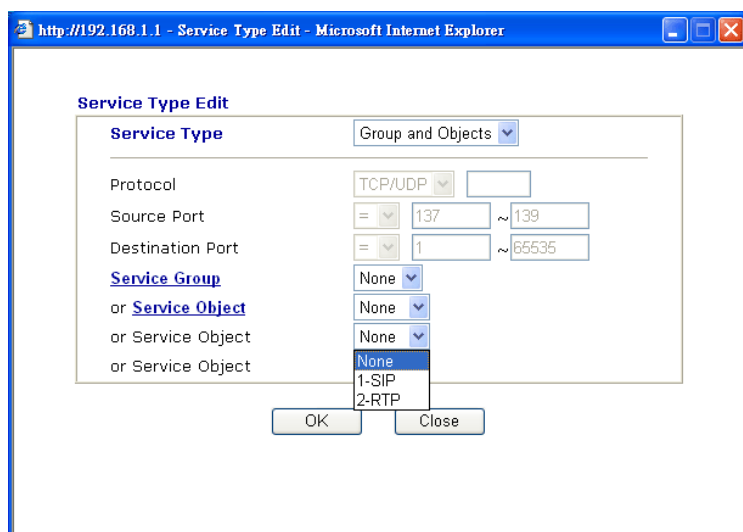 http://192.168.1.1 - Service Type Edit - Microsoft Internet Explorer
Service Type Edit
Service Type Group and Objects
Protocol TCP/UDP
Source Port = 137 ~ 139
Destination Port = 1 ~ 65535
Service Group None
or Service Object None
or Service Object None
None
or Service Object
1-SIP
2-RTP
OK Close